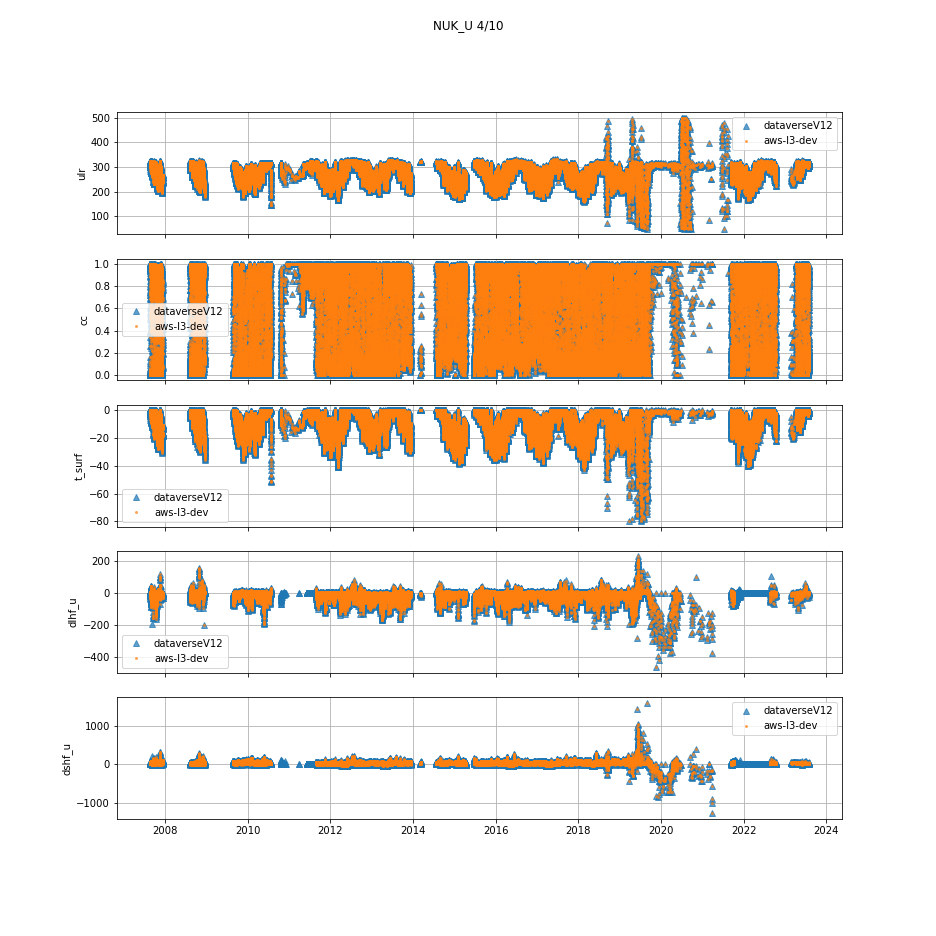 NUK_U 4/10
500
400
300
200
100
ulr
dataverseV12
aws-l3-dev
1.0
0.8
0.6
0.4
0.2
0.0
cc
dataverseV12
aws-l3-dev
0
−20
−40
−60
−80
t_surf
dataverseV12
aws-l3-dev
200
0
−200
−400
dlhf_u
dataverseV12
aws-l3-dev
1000
0
−1000
dshf_u
dataverseV12
aws-l3-dev
2008 2010 2012 2014 2016 2018 2020 2022 2024